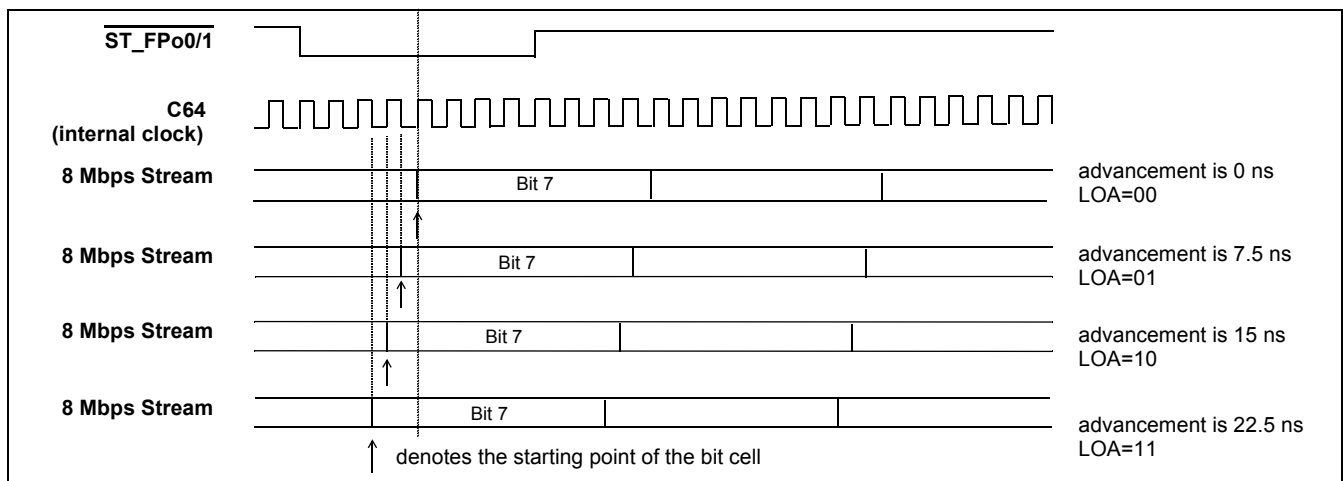 ST_FPo0/1
C64
(internal clock)
8 Mbps Stream
Bit 7
advancement is 0 ns
LOA=00
8 Mbps Stream
Bit 7
advancement is 7.5 ns
LOA=01
8 Mbps Stream
Bit 7
advancement is 15 ns
LOA=10
8 Mbps Stream
Bit 7
advancement is 22.5 ns
LOA=11
denotes the starting point of the bit cell